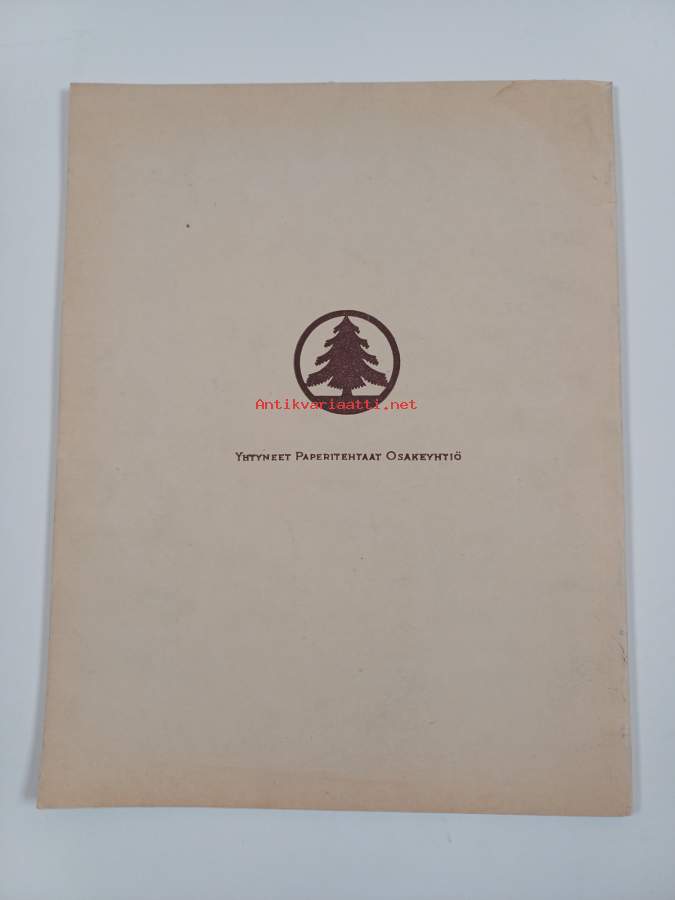 Antikvariaatti.net
Yhtyneet Paperitehtaat Osakeyhtiö